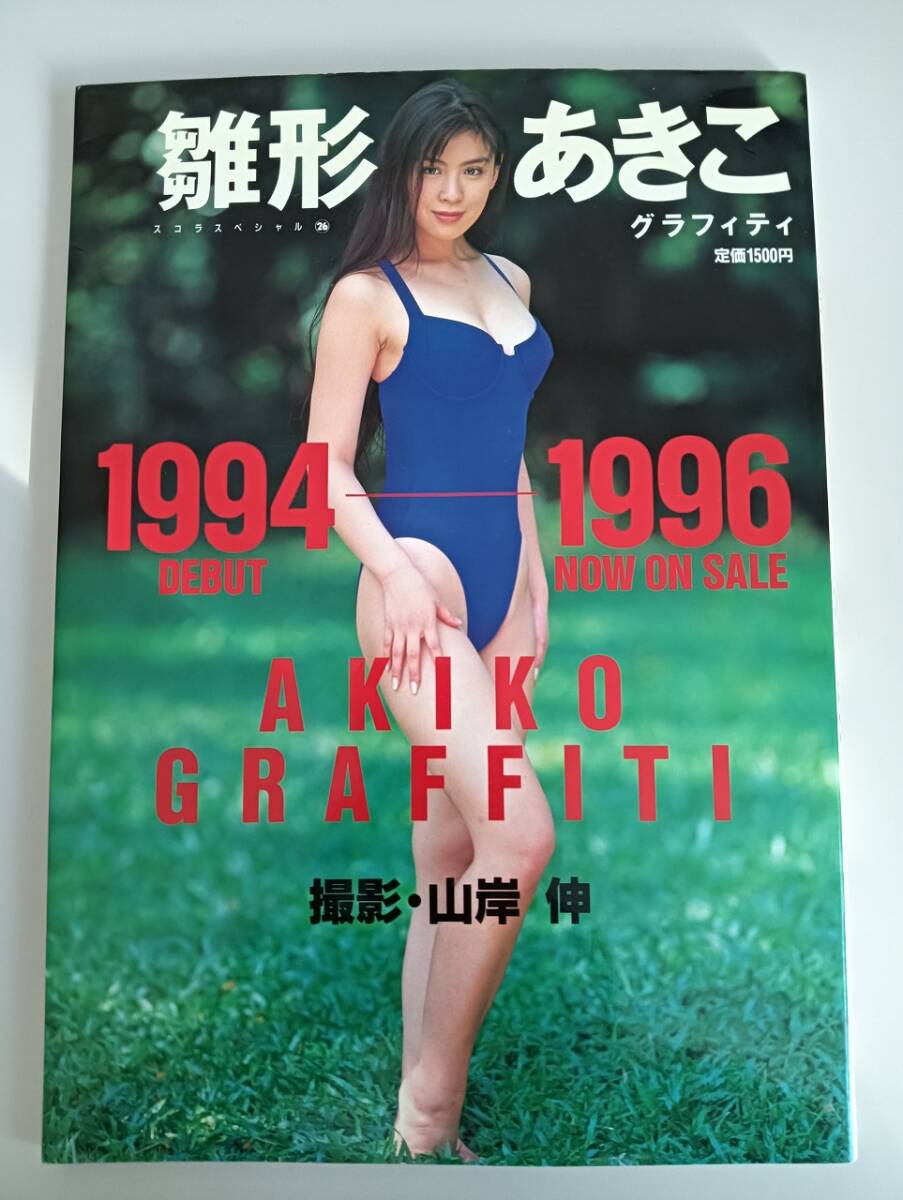 雛形 あきこ
スコラスペシャル㉖
グラフィティ
定価1500円
1994 1996
DEBUT NOW ON SALE
AKIKO
GRAFFITI
撮影・山岸 伸